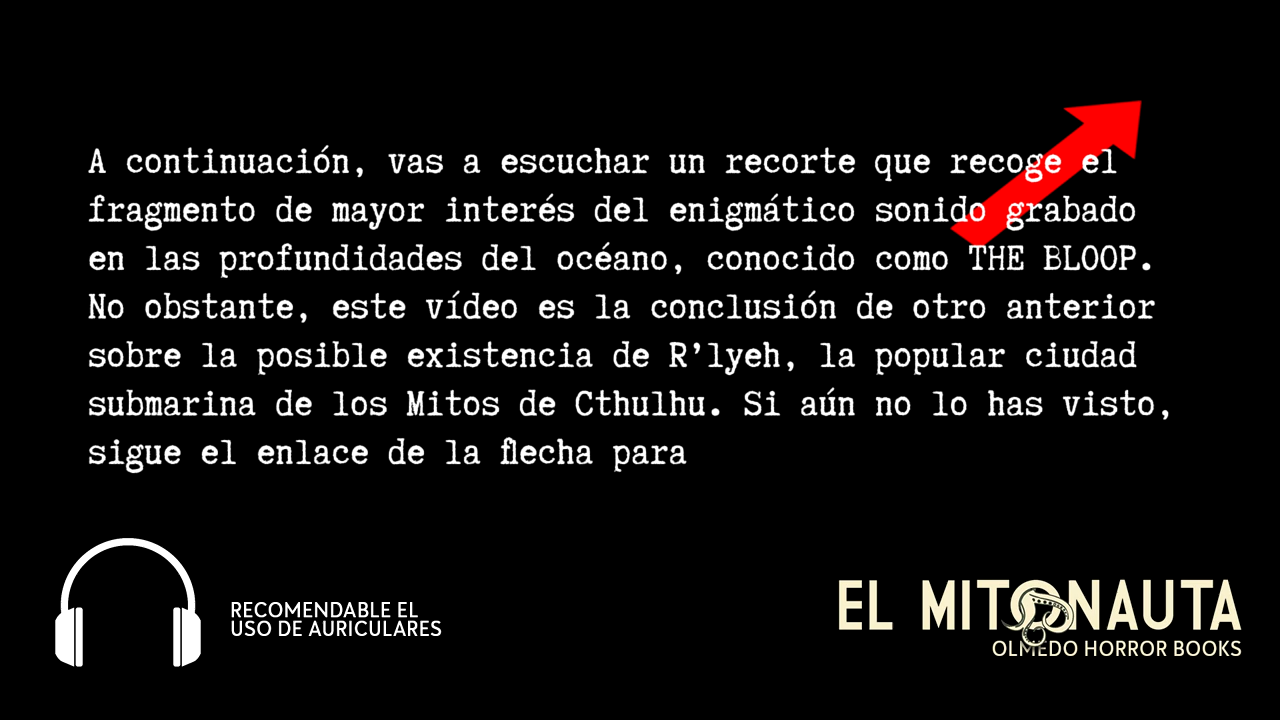 A continuación, vas a escuchar un recorte que recoge el
fragmento de mayor interés del enigmático sonido grabado
en las profundidades del océano, conocido como THE BLOOP.
No obstante, este vídeo es la conclusión de otro anterior
sobre la posible existencia de R'lyeh, la popular ciudad
submarina de los Mitos de Cthulhu. Si aún no lo has visto,
sigue el enlace de la flecha para
RECOMENDABLE EL
USO DE AURICULARES
EL MITONAUTA
OLMEDO HORROR BOOKS